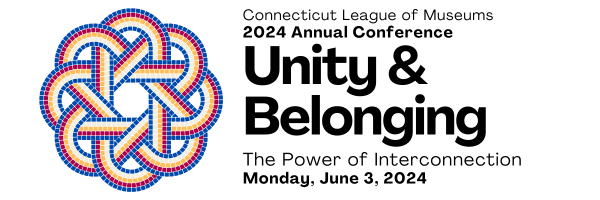 Connecticut League of Museums
2024 Annual Conference
Unity &
Belonging
The Power of Interconnection
Monday, June 3, 2024